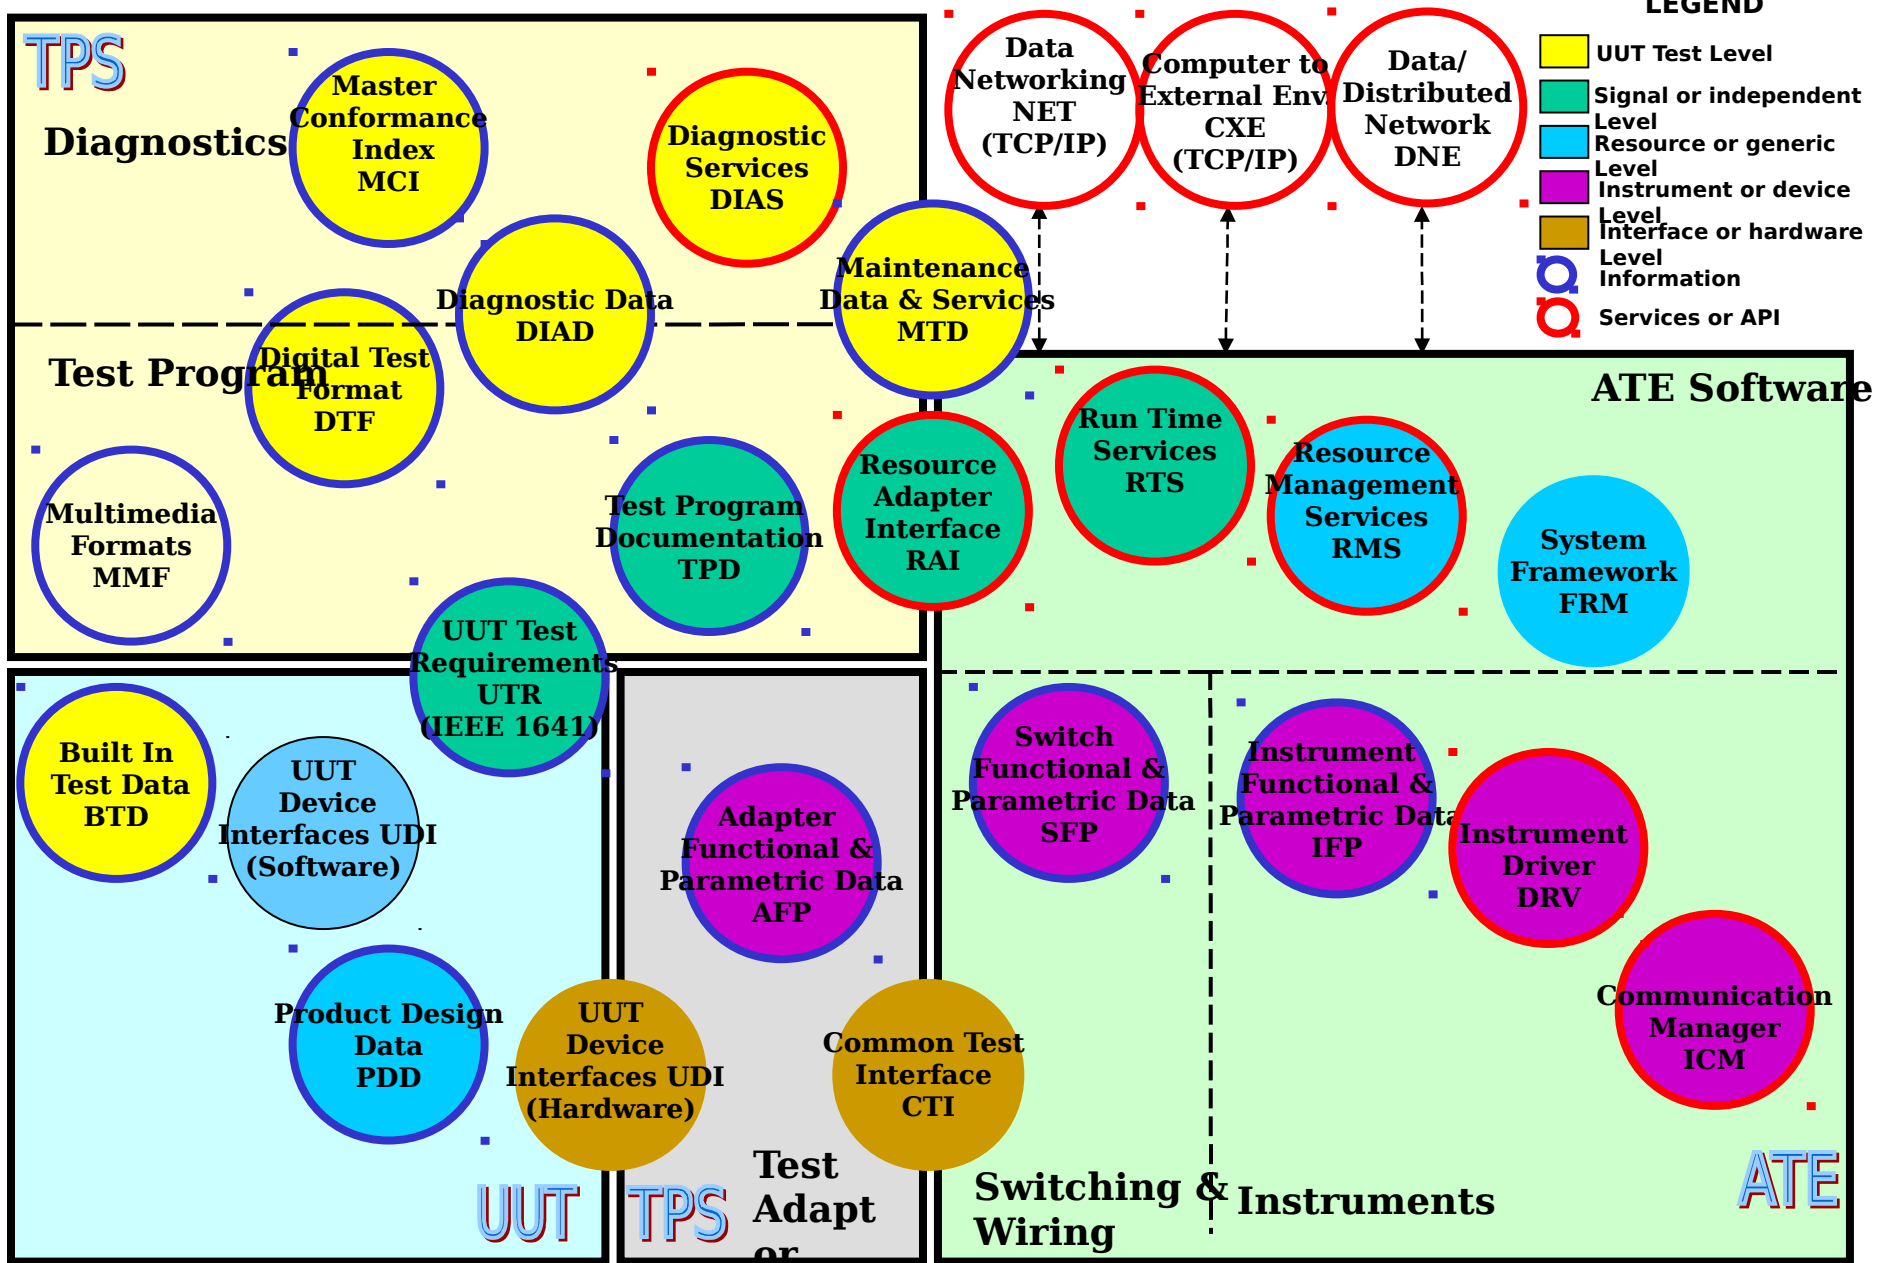 LEGEND
TPS
Diagnostics
Master
Conformance
Index
MCI
Diagnostic
Services
DIAS
Data
Networking
NET
(TCP/IP)
Computer to
External Env.
CXE
(TCP/IP)
Data/
Distributed
Network
DNE
UUT Test Level
Signal or independent
Level
Resource or generic
Level
Instrument or device
Level
Interface or hardware
Level
Information
Services or API
Diagnostic Data
DIAD
Maintenance
Data & Services
MTD
Test Program
Digital Test
Format
DTF
Multimedia
Formats
MMF
Test Program
Documentation
TPD
Resource
Adapter
Interface
RAI
UUT Test
Requirements
UTR
(IEEE 1641)
ATE Software
Run Time
Services
RTS
Resource
Management
Services
RMS
System
Framework
FRM
Built In
Test Data
BTD
UUT
Device
Interfaces UDI
(Software)
Product Design
Data
PDD
UUT
Device
Interfaces UDI
(Hardware)
UUT
Adapter
Functional &
Parametric Data
AFP
Common Test
Interface
CTI
TPS
Test
Adapt
or
Switch
Functional &
Parametric Data
SFP
Instrument
Functional &
Parametric Data
IFP
Instrument
Driver
DRV
Communication
Manager
ICM
Switching &
Wiring
Instruments
ATE